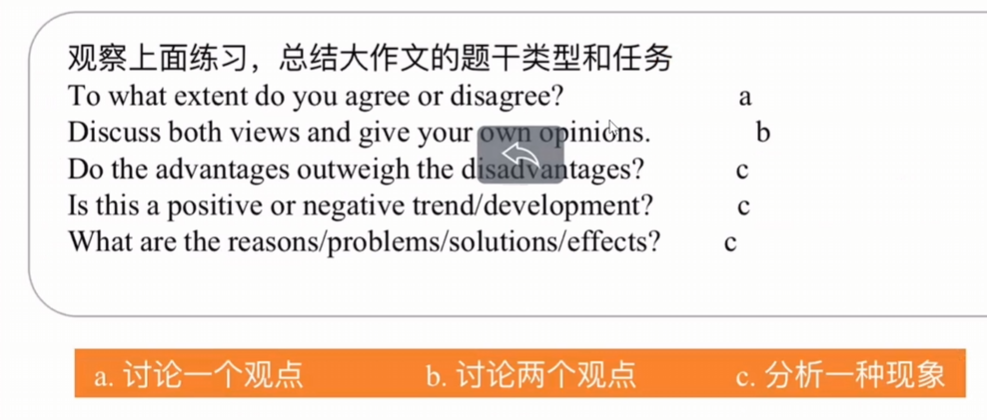 观察上面练习，总结大作文的题干类型和任务
To what extent do you agree or disagree? a
Discuss both views and give your own opinions. b
Do the advantages outweigh the disadvantages? c
Is this a positive or negative trend/development? c
What are the reasons/problems/solutions/effects? c
a. 讨论一个观点 b. 讨论两个观点 c. 分析一种现象